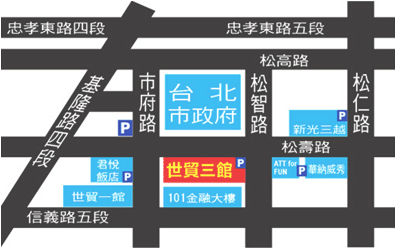 忠孝東路四段
忠孝東路五段
松高路
基隆路四段
市府路
台北
市政府
松智路
松仁路
P
P
新光三越
松壽路
君悅
飯店
P
世貿三館
P
ATT for
FUN
P
華納威秀
世貿一館
101金融大樓
信義路五段